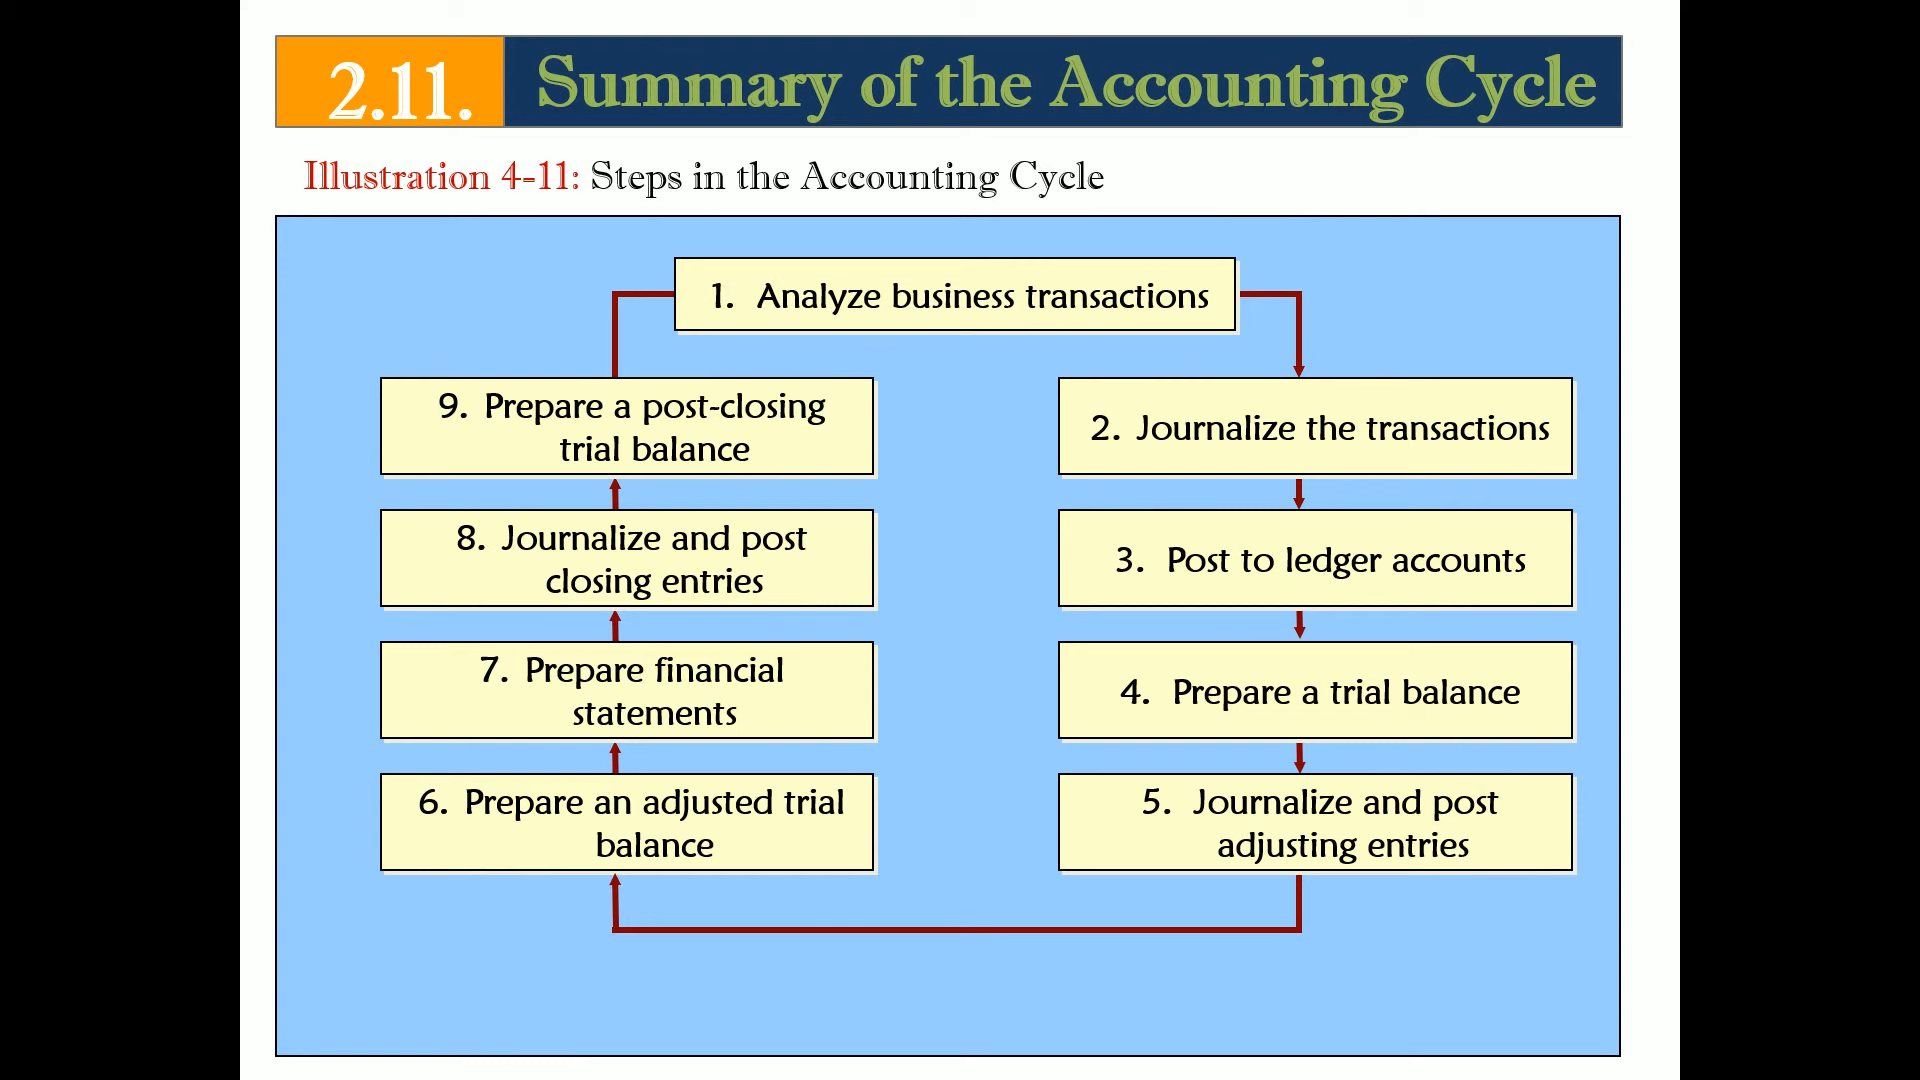 2.11. Summary of the Accounting Cycle
Illustration 4-11: Steps in the Accounting Cycle
1. Analyze business transactions
2. Journalize the transactions
3. Post to ledger accounts
4. Prepare a trial balance
5. Journalize and post
adjusting entries
6. Prepare an adjusted trial
balance
7. Prepare financial
statements
8. Journalize and post
closing entries
9. Prepare a post-closing
trial balance